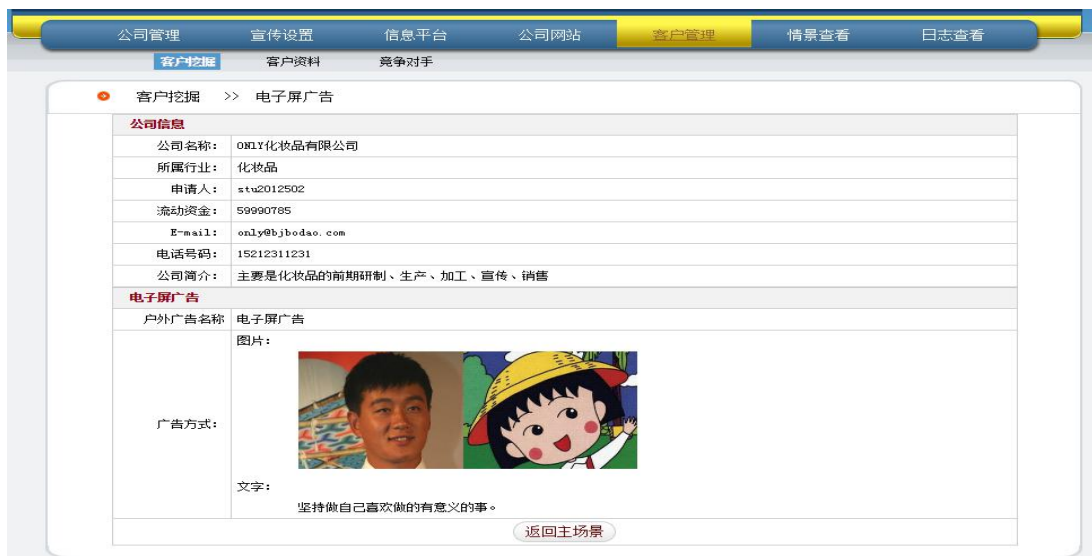 公司管理 宣传设置 信息平台 公司网站 客户管理 情景查看 日志查看
客户挖掘 客户资料 竞争对手
客户挖掘 >> 电子屏广告
公司信息
公司名称： ONLY化妆品有限公司
所属行业： 化妆品
申请人： stu2012502
流动资金： 59990785
E-mail： only@bjbodao.com
电话号码： 15212311231
公司简介： 主要是化妆品的前期研制、生产、加工、宣传、销售
电子屏广告
户外广告名称 电子屏广告
图片：
广告方式：
文字：
坚持做自己喜欢做的有意义的事。
返回主场景